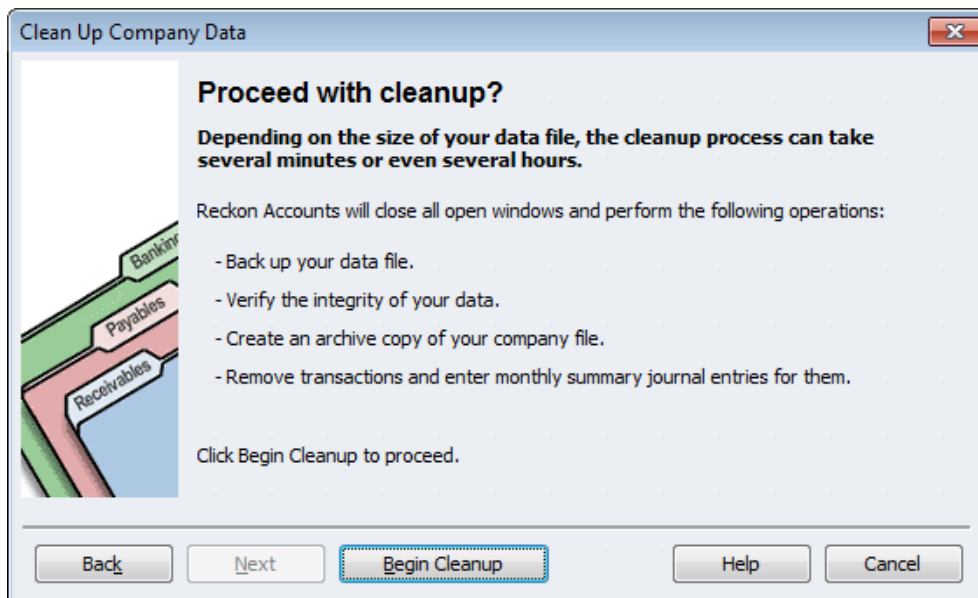 Clean Up Company Data
Proceed with cleanup?
Depending on the size of your data file, the cleanup process can take
several minutes or even several hours.
Reckon Accounts will close all open windows and perform the following operations:
- Back up your data file.
- Verify the integrity of your data.
- Create an archive copy of your company file.
- Remove transactions and enter monthly summary journal entries for them.
Click Begin Cleanup to proceed.
Banking
Payables
Receivables
Back
Next
Begin Cleanup
Help
Cancel